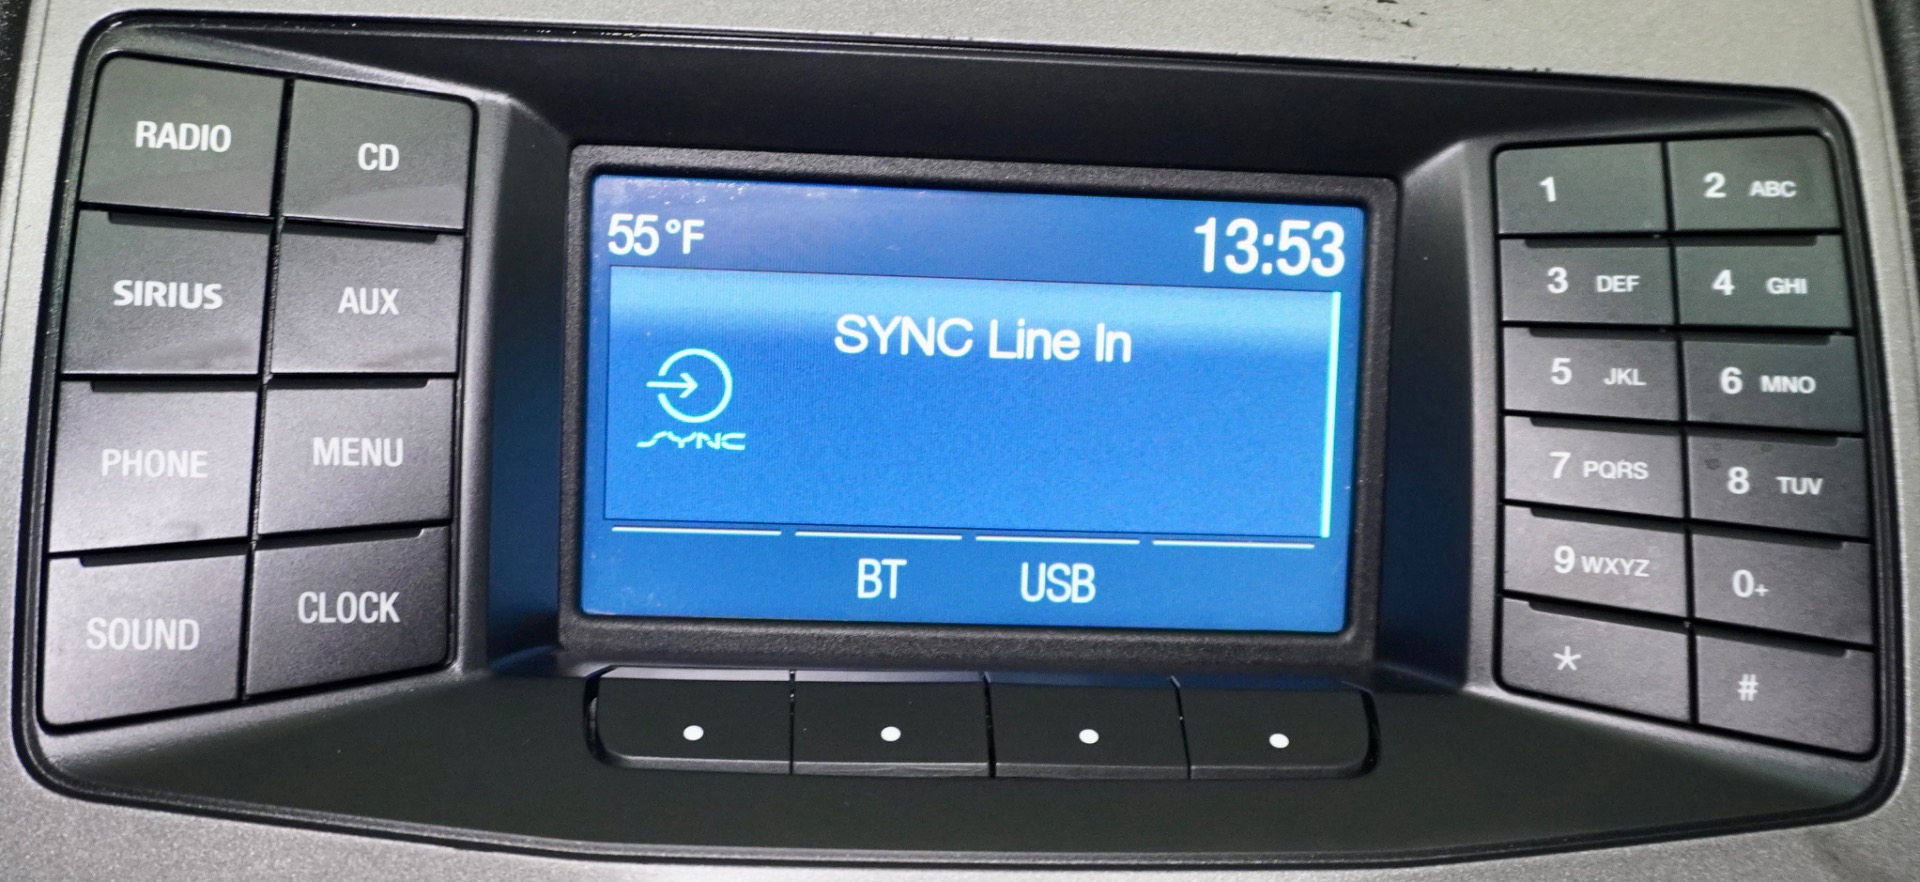 RADIO
CD
SIRIUS
AUX
PHONE
MENU
SOUND
CLOCK
55°F
13:53
SYNC Line In
SYNC
BT
USB
1
2 ABC
3 DEF
4 GHI
5 JKL
6 MNO
7 PQRS
8 TUV
9 WXYZ
0+
*
#